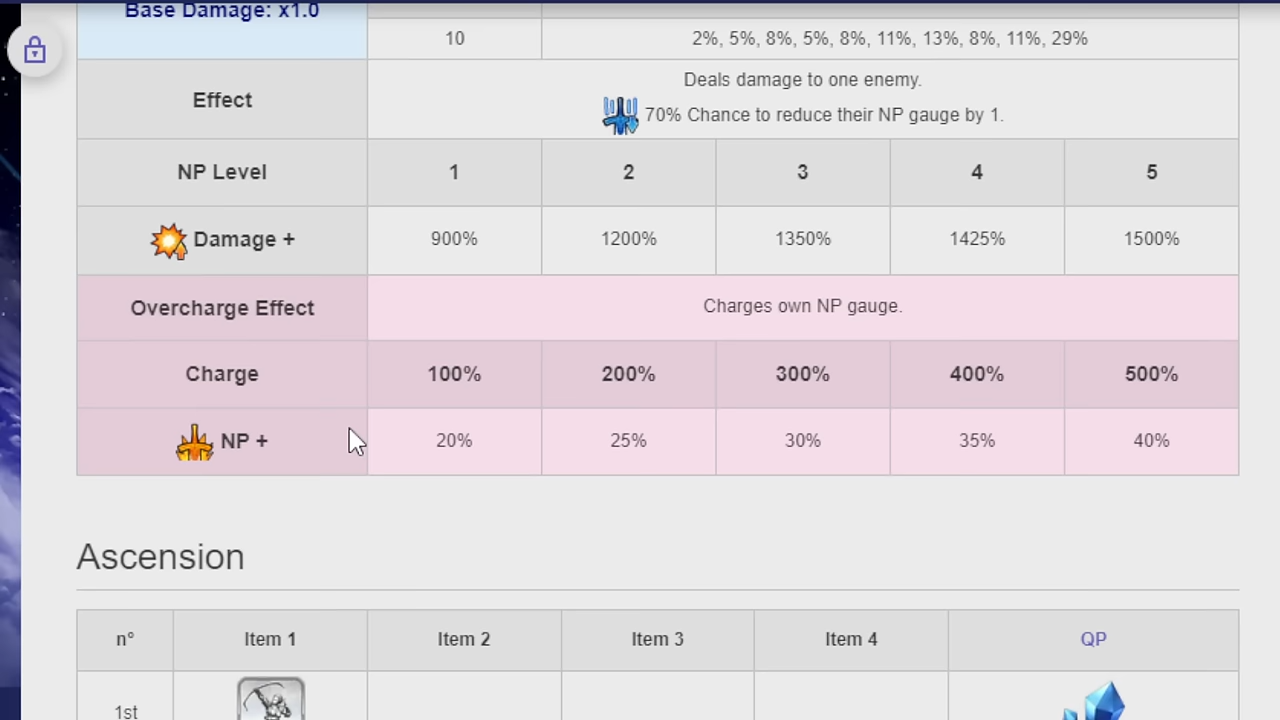 Base Damage: x1.0
10 2%, 5%, 8%, 5%, 8%, 11%, 13%, 8%, 11%, 29%
Effect
Deals damage to one enemy.
70% Chance to reduce their NP gauge by 1.
NP Level 1 2 3 4 5
Damage + 900% 1200% 1350% 1425% 1500%
Overcharge Effect Charges own NP gauge.
Charge 100% 200% 300% 400% 500%
NP + 20% 25% 30% 35% 40%
Ascension
n° Item 1 Item 2 Item 3 Item 4 QP
1st